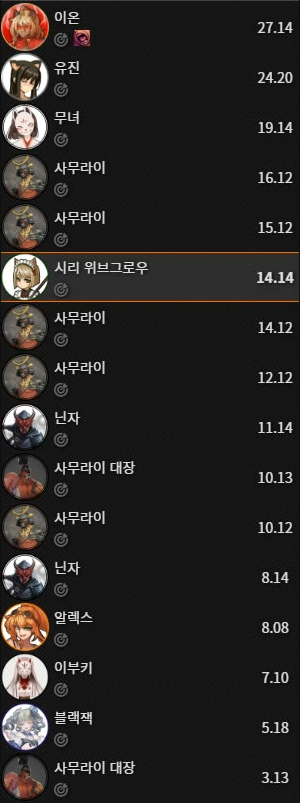 이온
27.14
유진
24.20
무녀
19.14
사무라이
16.12
사무라이
15.12
시리 위브그로우
14.14
사무라이
14.12
사무라이
12.12
닌자
11.14
사무라이 대장
10.13
사무라이
10.12
닌자
8.14
알렉스
8.08
이부키
7.10
블랙잭
5.18
사무라이 대장
3.13